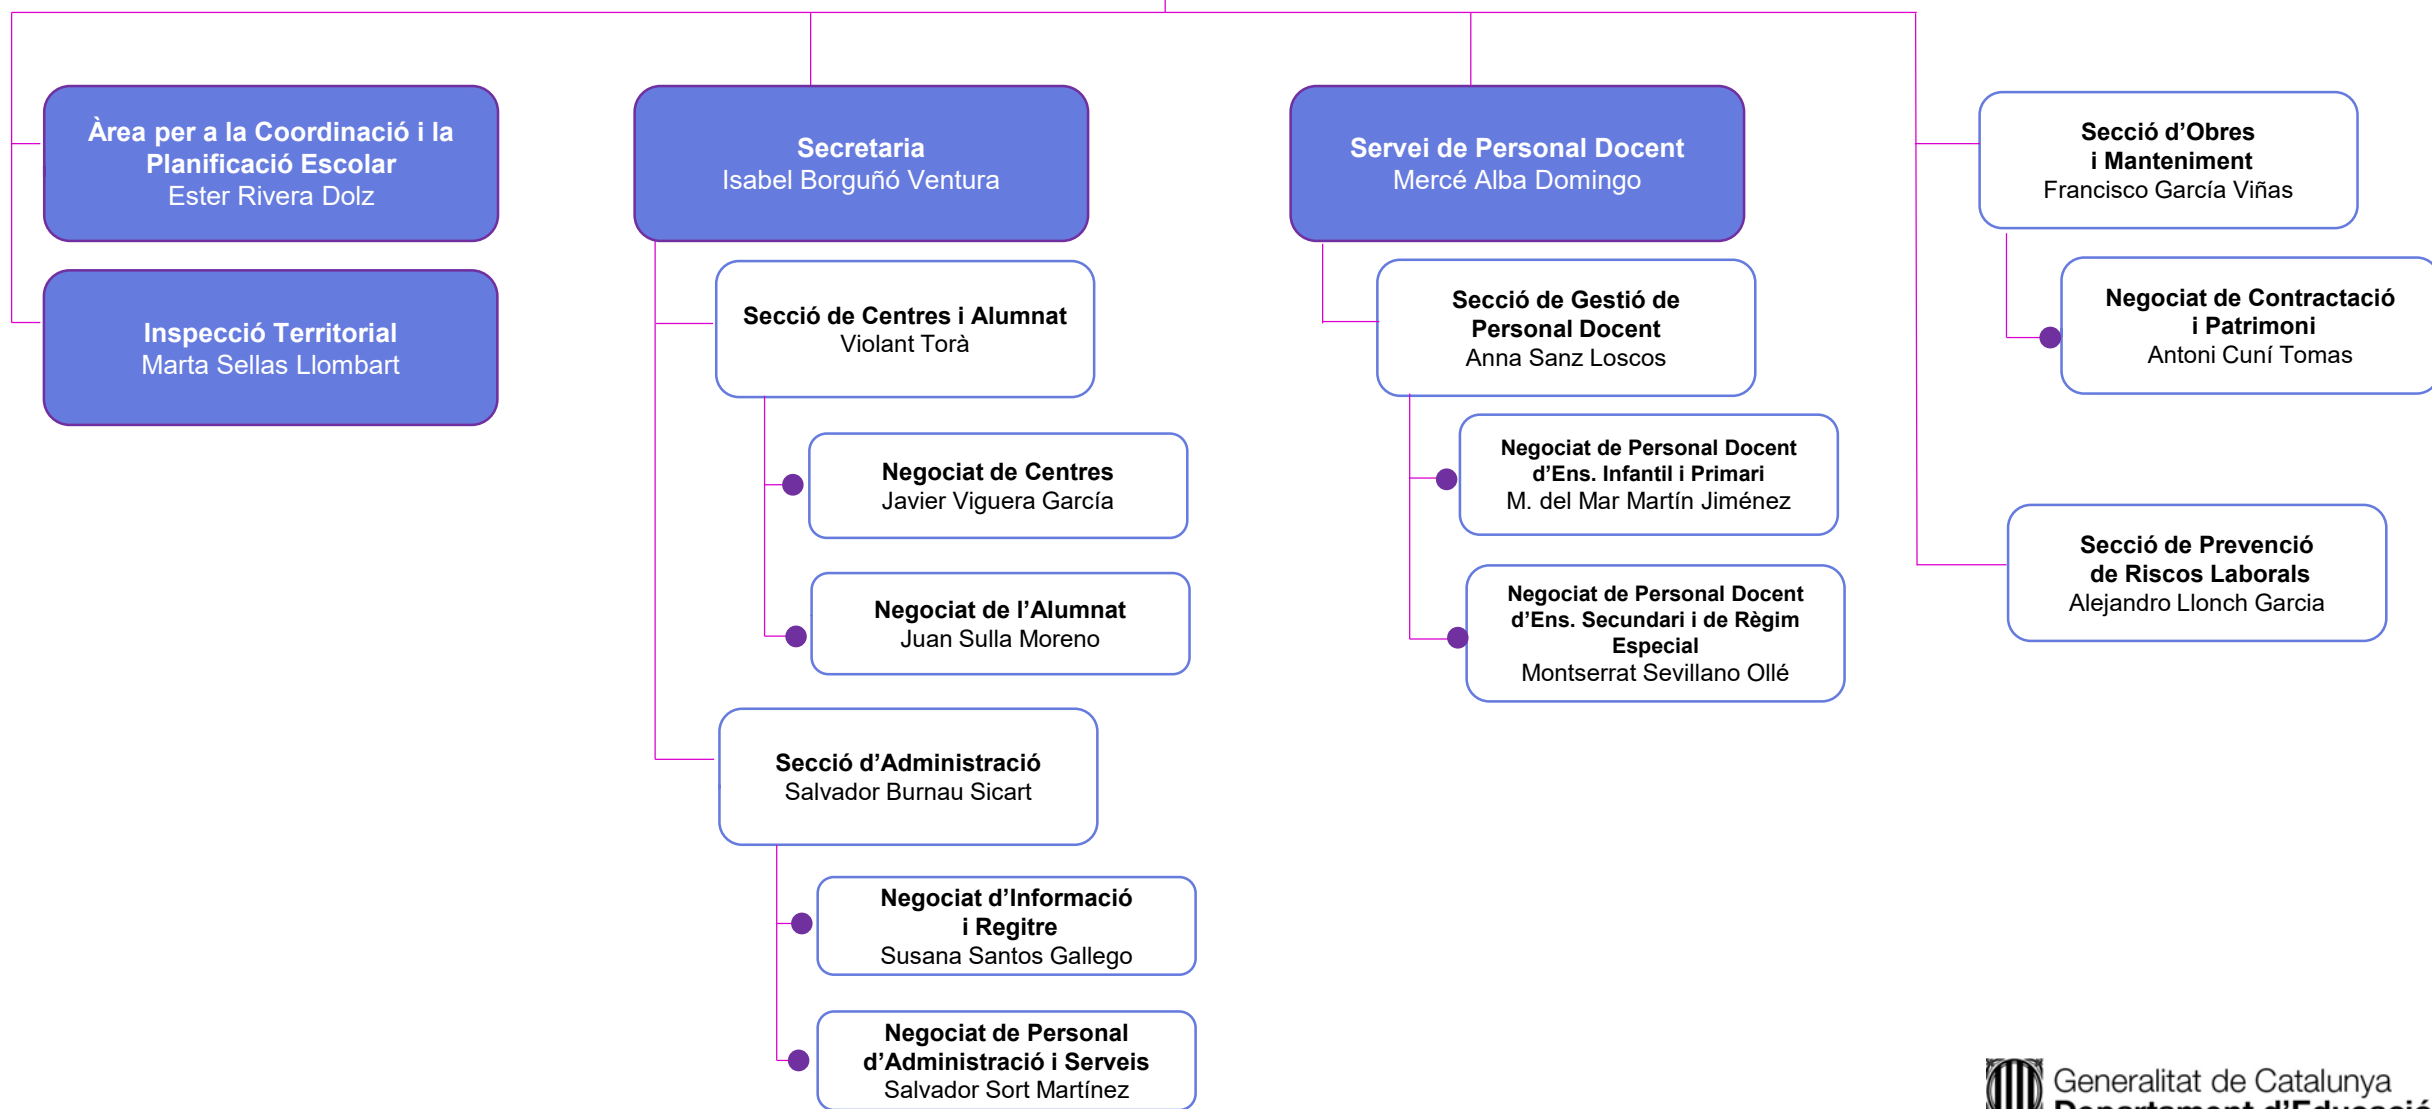 Àrea per a la Coordinació i la
Planificació Escolar
Ester Rivera Dolz
Inspecció Territorial
Marta Sellas Llombart
Secretaria
Isabel Borguñó Ventura
Secció de Centres i Alumnat
Violant Torà
Negociat de Centres
Javier Viguera García
Negociat de l’Alumnat
Juan Sulla Moreno
Secció d’Administració
Salvador Burnau Sicart
Negociat d’Informació
i Regitre
Susana Santos Gallego
Negociat de Personal
d’Administració i Serveis
Salvador Sort Martínez
Servei de Personal Docent
Mercé Alba Domingo
Secció de Gestió de
Personal Docent
Anna Sanz Loscos
Negociat de Personal Docent
d’Ens. Infantil i Primari
M. del Mar Martín Jiménez
Negociat de Personal Docent
d’Ens. Secundari i de Règim
Especial
Montserrat Sevillano Ollé
Secció d’Obres
i Manteniment
Francisco García Viñas
Negociat de Contractació
i Patrimoni
Antoni Cuní Tomas
Secció de Prevenció
de Riscos Laborals
Alejandro Llonch Garcia
Generalitat de Catalunya
Departament d’Educació